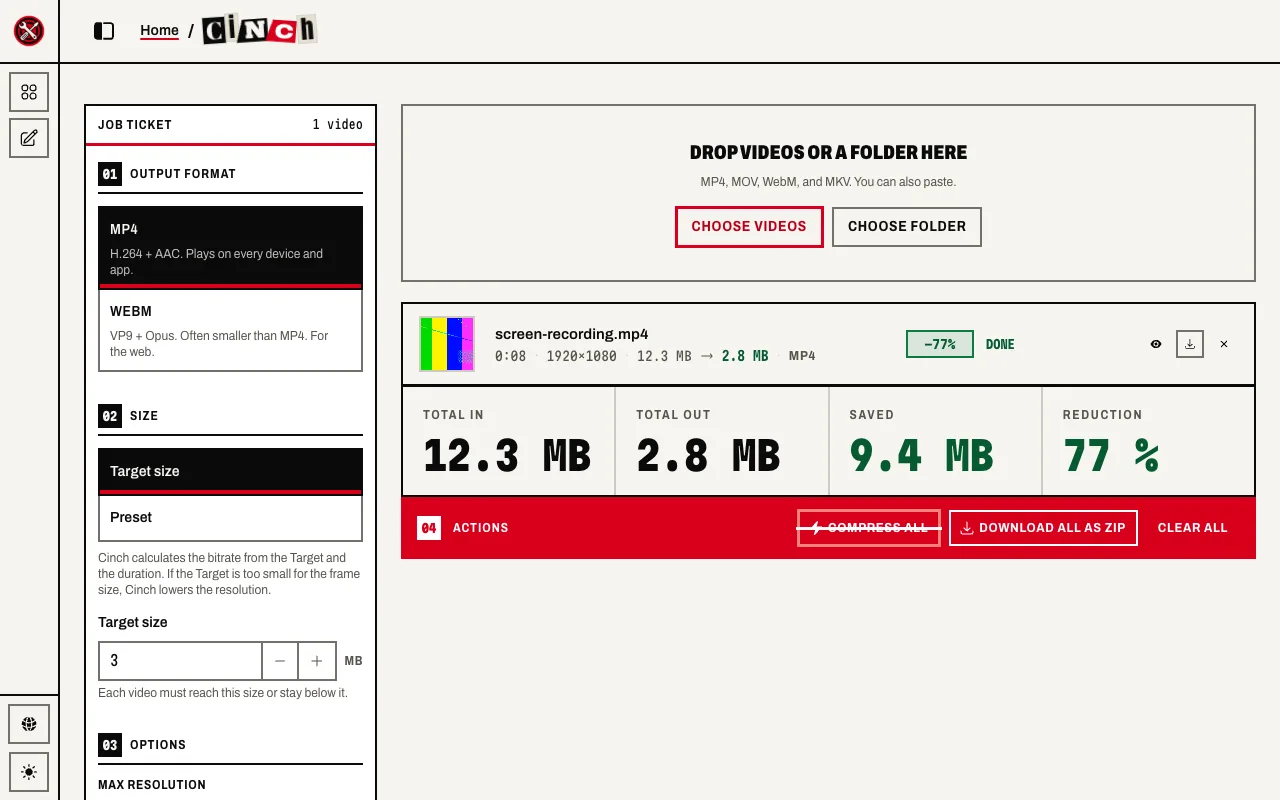 Home / CiNch
JOB TICKET 1 video
01 OUTPUT FORMAT
MP4
H.264 + AAC. Plays on every device and
app.
WEBM
VP9 + Opus. Often smaller than MP4. For
the web.
02 SIZE
Target size
Preset
Cinch calculates the bitrate from the Target and
the duration. If the Target is too small for the frame
size, Cinch lowers the resolution.
Target size
3 − + MB
Each video must reach this size or stay below it.
03 OPTIONS
MAX RESOLUTION
DROP VIDEOS OR A FOLDER HERE
MP4, MOV, WebM, and MKV. You can also paste.
CHOOSE VIDEOS CHOOSE FOLDER
screen-recording.mp4
0:08 · 1920×1080 · 12.3 MB → 2.8 MB · MP4
−77% DONE
TOTAL IN TOTAL OUT SAVED REDUCTION
12.3 MB 2.8 MB 9.4 MB 77 %
04 ACTIONS COMPRESS ALL DOWNLOAD ALL AS ZIP CLEAR ALL